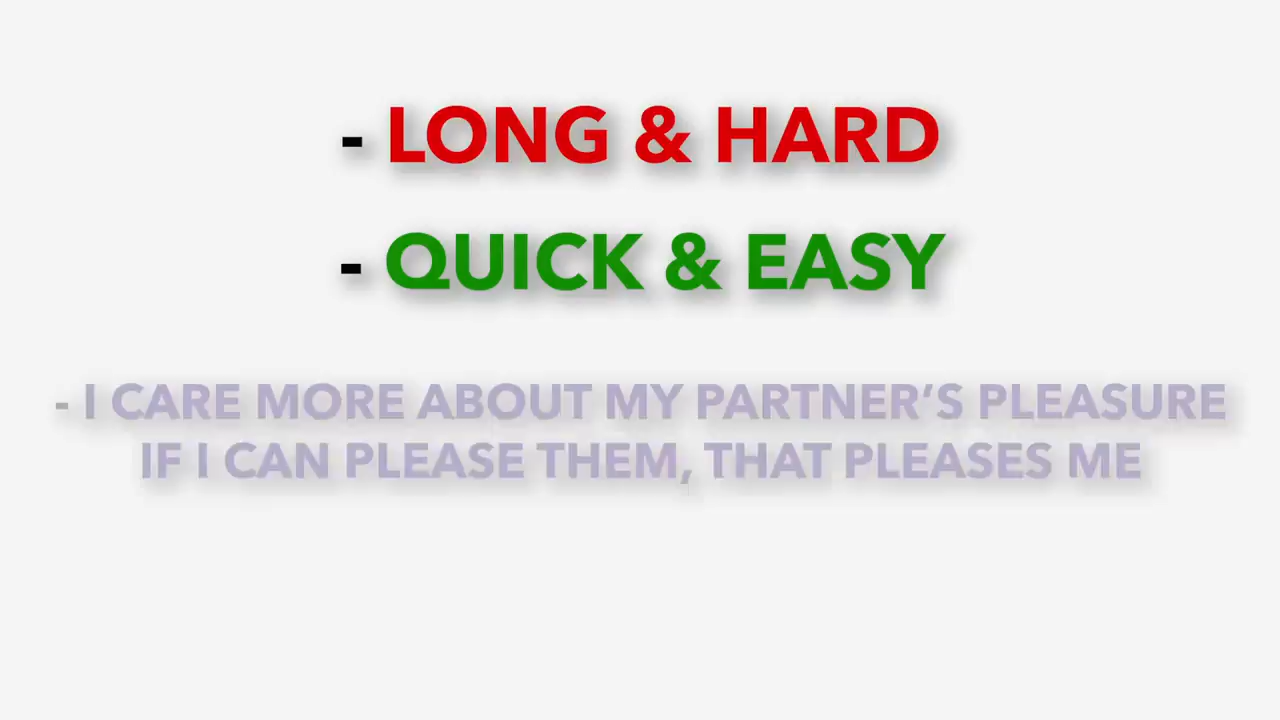 - LONG & HARD
- QUICK & EASY
- I CARE MORE ABOUT MY PARTNER’S PLEASURE
IF I CAN PLEASE THEM, THAT PLEASES ME